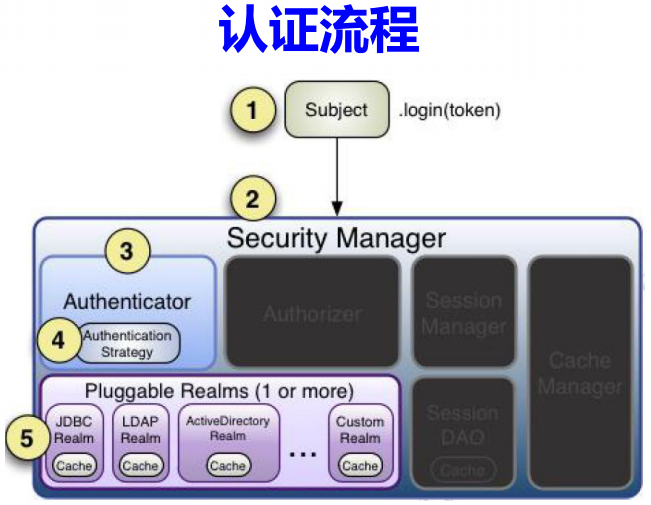 认证流程
1
Subject .login(token)
2
Security Manager
3
Authenticator
Authorizer
Session
Manager
4
Authentication
Strategy
Cache
Manager
Pluggable Realms (1 or more)
5
JDBC
Realm
Cache
LDAP
Realm
Cache
ActiveDirectory
Realm
Cache
...
Custom
Realm
Cache
Session
DAO
Cache